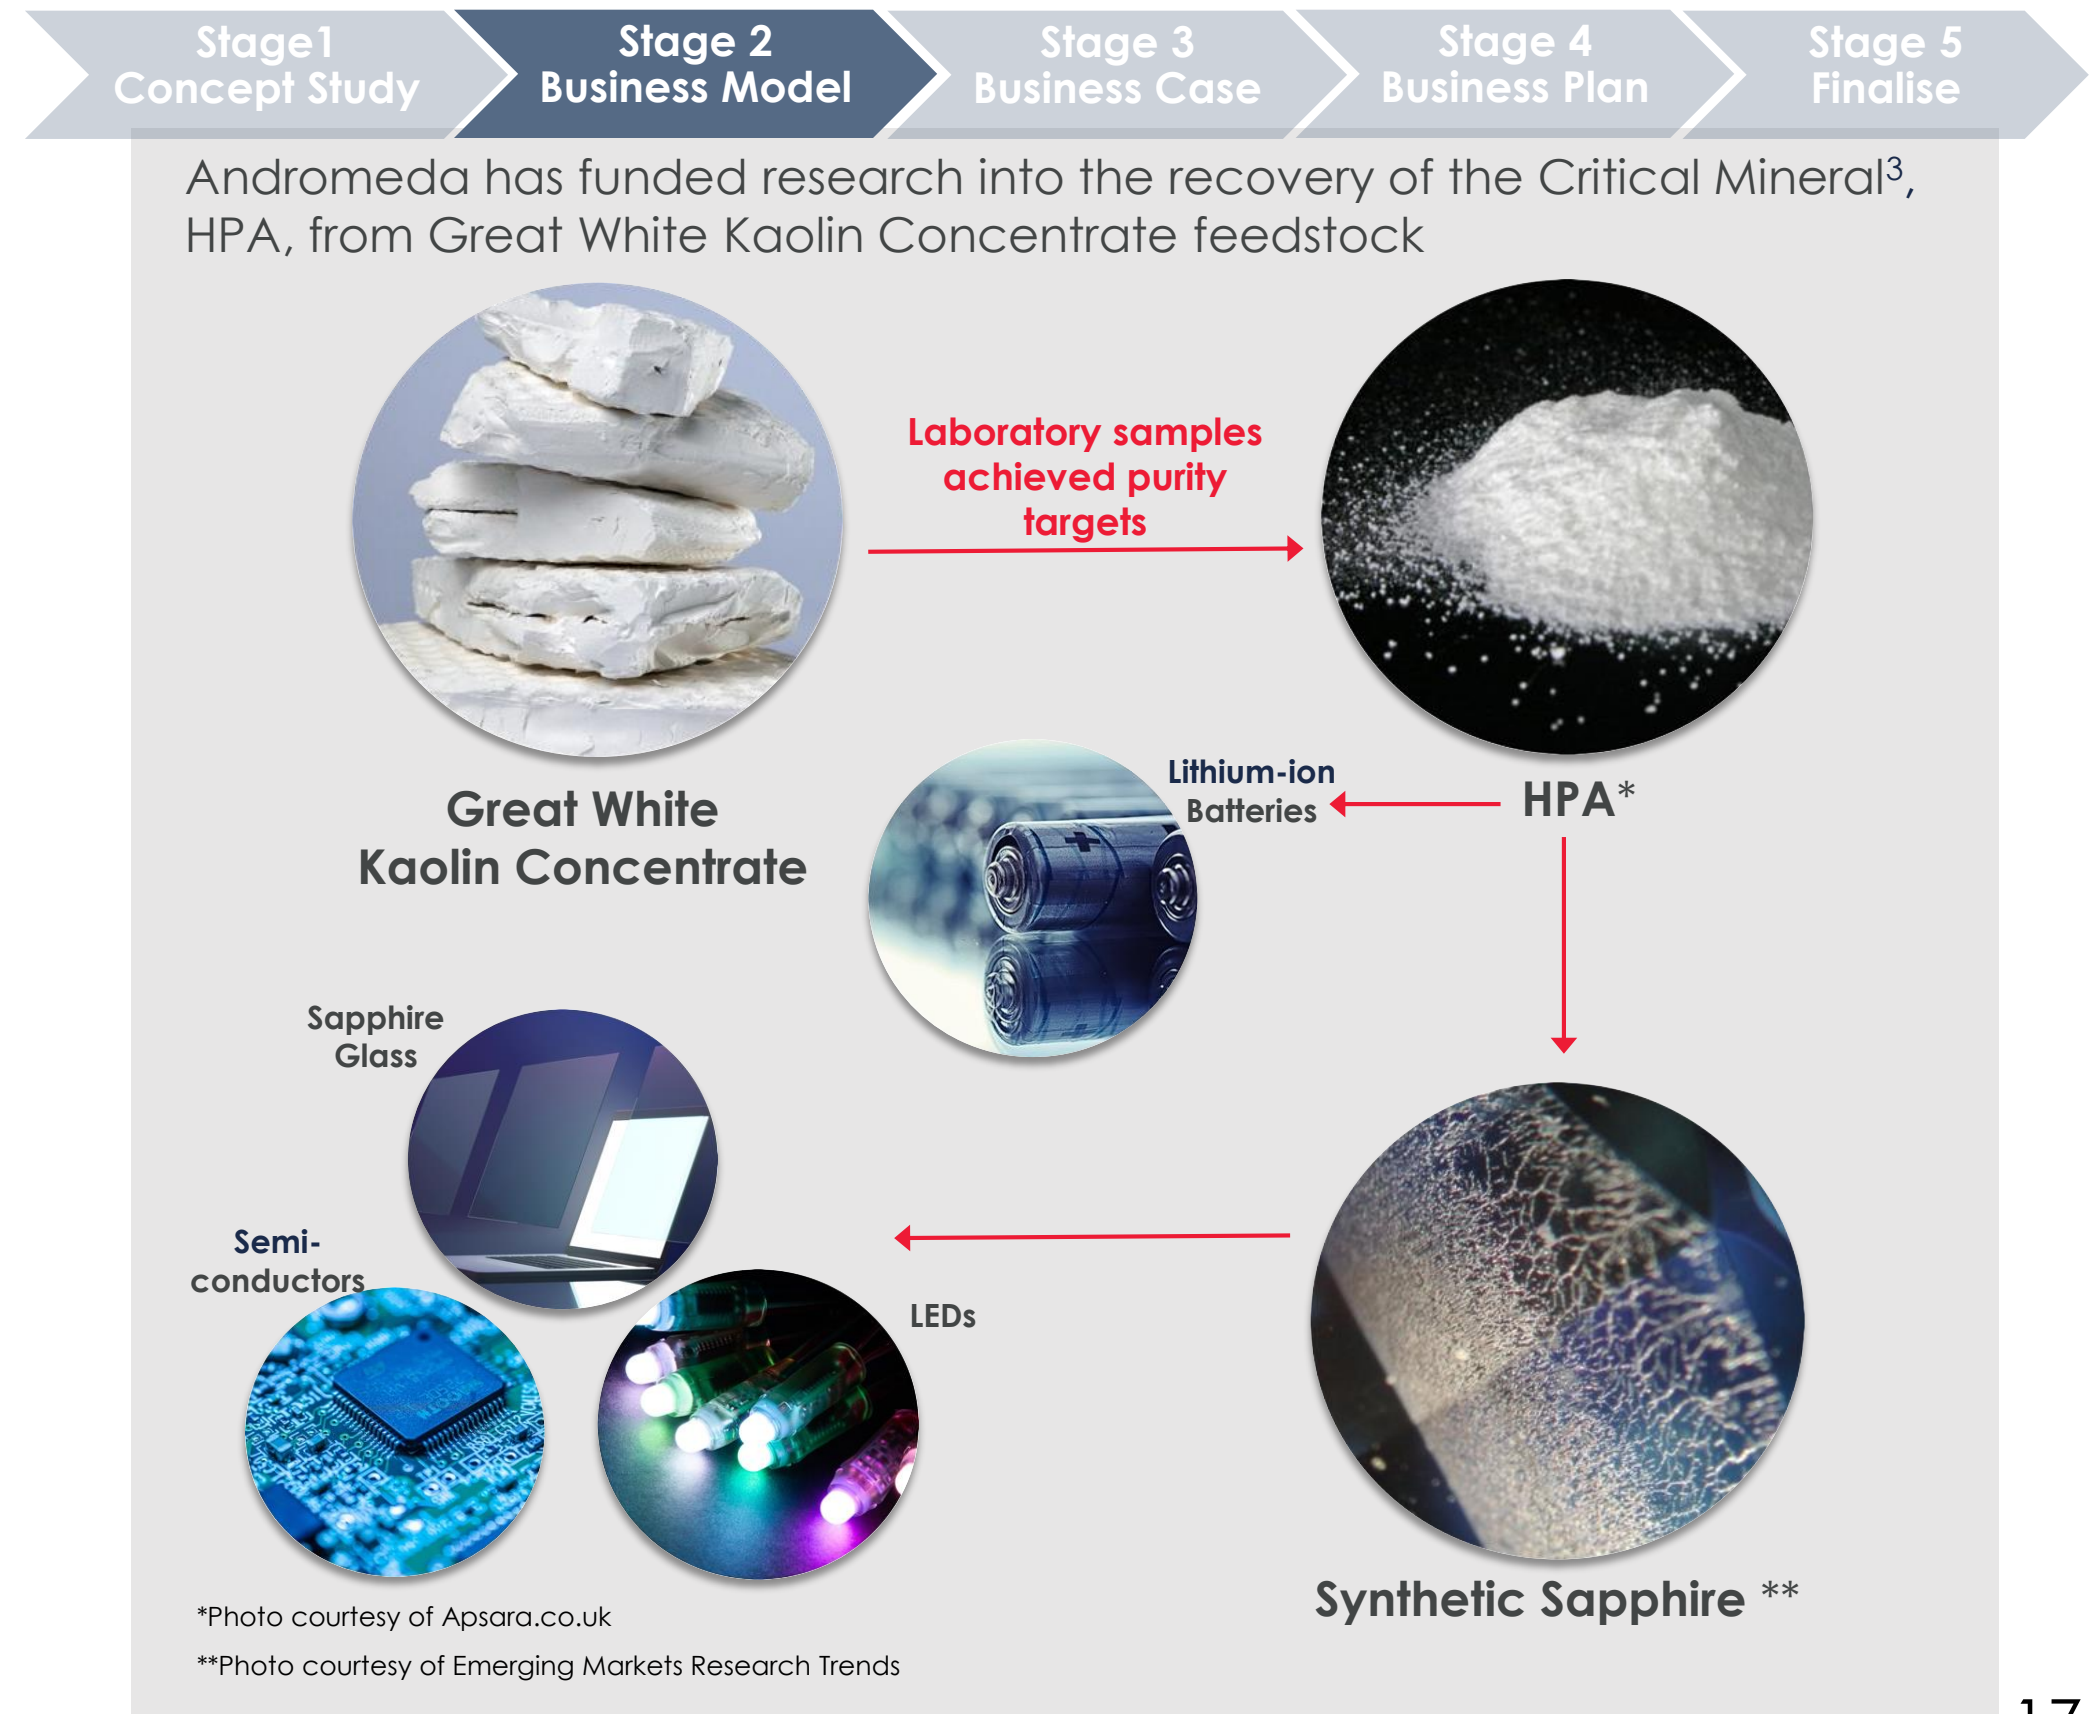 Stage1
Concept Study
Stage 2
Business Model
Stage 3
Business Case
Stage 4
Business Plan
Stage 5
Finalise
Andromeda has funded research into the recovery of the Critical Mineral³,
HPA, from Great White Kaolin Concentrate feedstock
Laboratory samples
achieved purity
targets
Great White
Kaolin Concentrate
Lithium-ion
Batteries
HPA*
Sapphire
Glass
Semi-
conductors
LEDs
Synthetic Sapphire **
*Photo courtesy of Apsara.co.uk
**Photo courtesy of Emerging Markets Research Trends
17